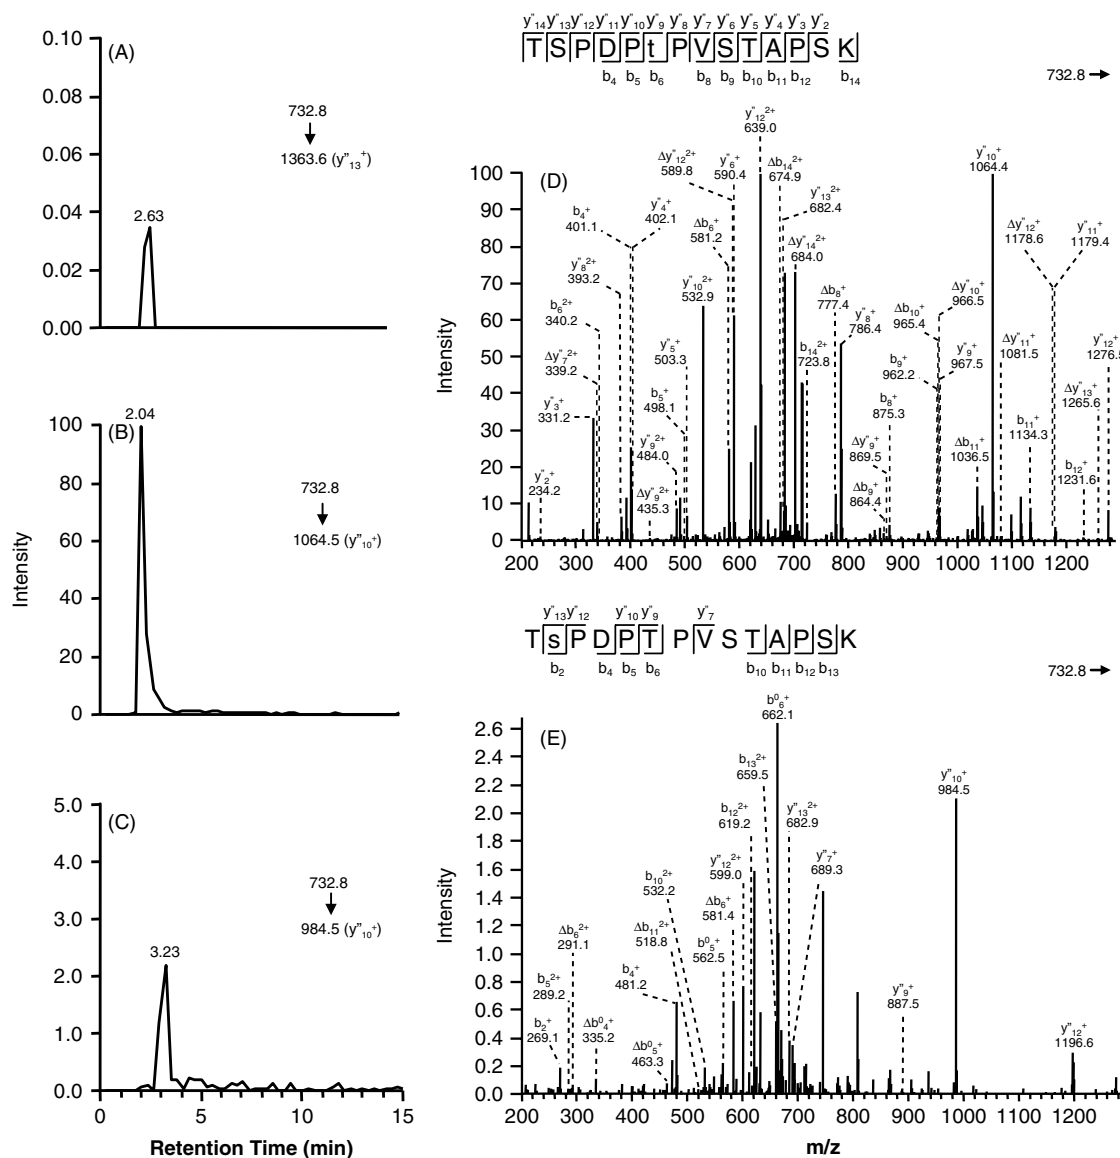 (A)
0.10
0.08
0.06
0.04
0.02
0.00
732.8
1363.6 (y"13+)
2.63
(B)
100
80
60
40
20
0
2.04
732.8
1064.5 (y"10+)
Intensity
(C)
5.0
4.0
3.0
2.0
1.0
0.0
3.23
732.8
984.5 (y"10+)
0 5 10 15
Retention Time (min)
y"14 y"13 y"12 y"11 y"10 y"9 y"8 y"7 y"6 y"5 y"4 y"3 y"2
T S P D P t P V S T A P S K
b4 b5 b6 b8 b9 b10 b11 b12 b14
732.8
(D)
Intensity
100
90
80
70
60
50
40
30
20
10
0
y"2+
234.2
y"3+
331.2
Δy"7 2+
339.2
b6 2+
340.2
y"8 2+
393.2
b4+
401.1
y"4+
402.1
Δy"9 2+
435.3
y"9 2+
484.0
b5+
498.1
y"5+
503.3
y"10 2+
532.9
Δb6+
581.2
Δy"12 2+
589.8
y"6+
590.4
y"12 2+
639.0
Δb14 2+
674.9
y"13 2+
682.4
Δy"14 2+
684.0
b14 2+
723.8
Δb8+
777.4
y"8+
786.4
Δb9+
864.4
Δy"9+
869.5
b8+
875.3
b9+
962.2
Δb10+
965.4
Δy"10+
966.5
y"9+
967.5
Δb11+
1036.5
y"10+
1064.4
Δy"11+
1081.5
b11+
1134.3
Δy"12+
1178.6
y"11+
1179.4
b12+
1231.6
Δy"13+
1265.6
y"12+
1276.5
200 300 400 500 600 700 800 900 1000 1100 1200
y"13 y"12 y"10 y"9 y"7
T s P D P T P V S T A P S K
b2 b4 b5 b6 b10 b11 b12 b13
732.8
(E)
Intensity
2.6
2.4
2.2
2.0
1.8
1.6
1.4
1.2
1.0
0.8
0.6
0.4
0.2
0.0
b2+
269.1
b5 2+
289.2
Δb6 2+
291.1
Δb0 4+
335.2
Δb0 5+
463.3
b4+
481.2
Δb11 2+
518.8
b10 2+
532.2
b0 5+
562.5
Δb6+
581.4
y"12 2+
599.0
b12 2+
619.2
b13 2+
659.5
b0 6+
662.1
y"13 2+
682.9
y"7+
689.3
y"9+
887.5
y"10+
984.5
y"12+
1196.6
200 300 400 500 600 700 800 900 1000 1200
m/z